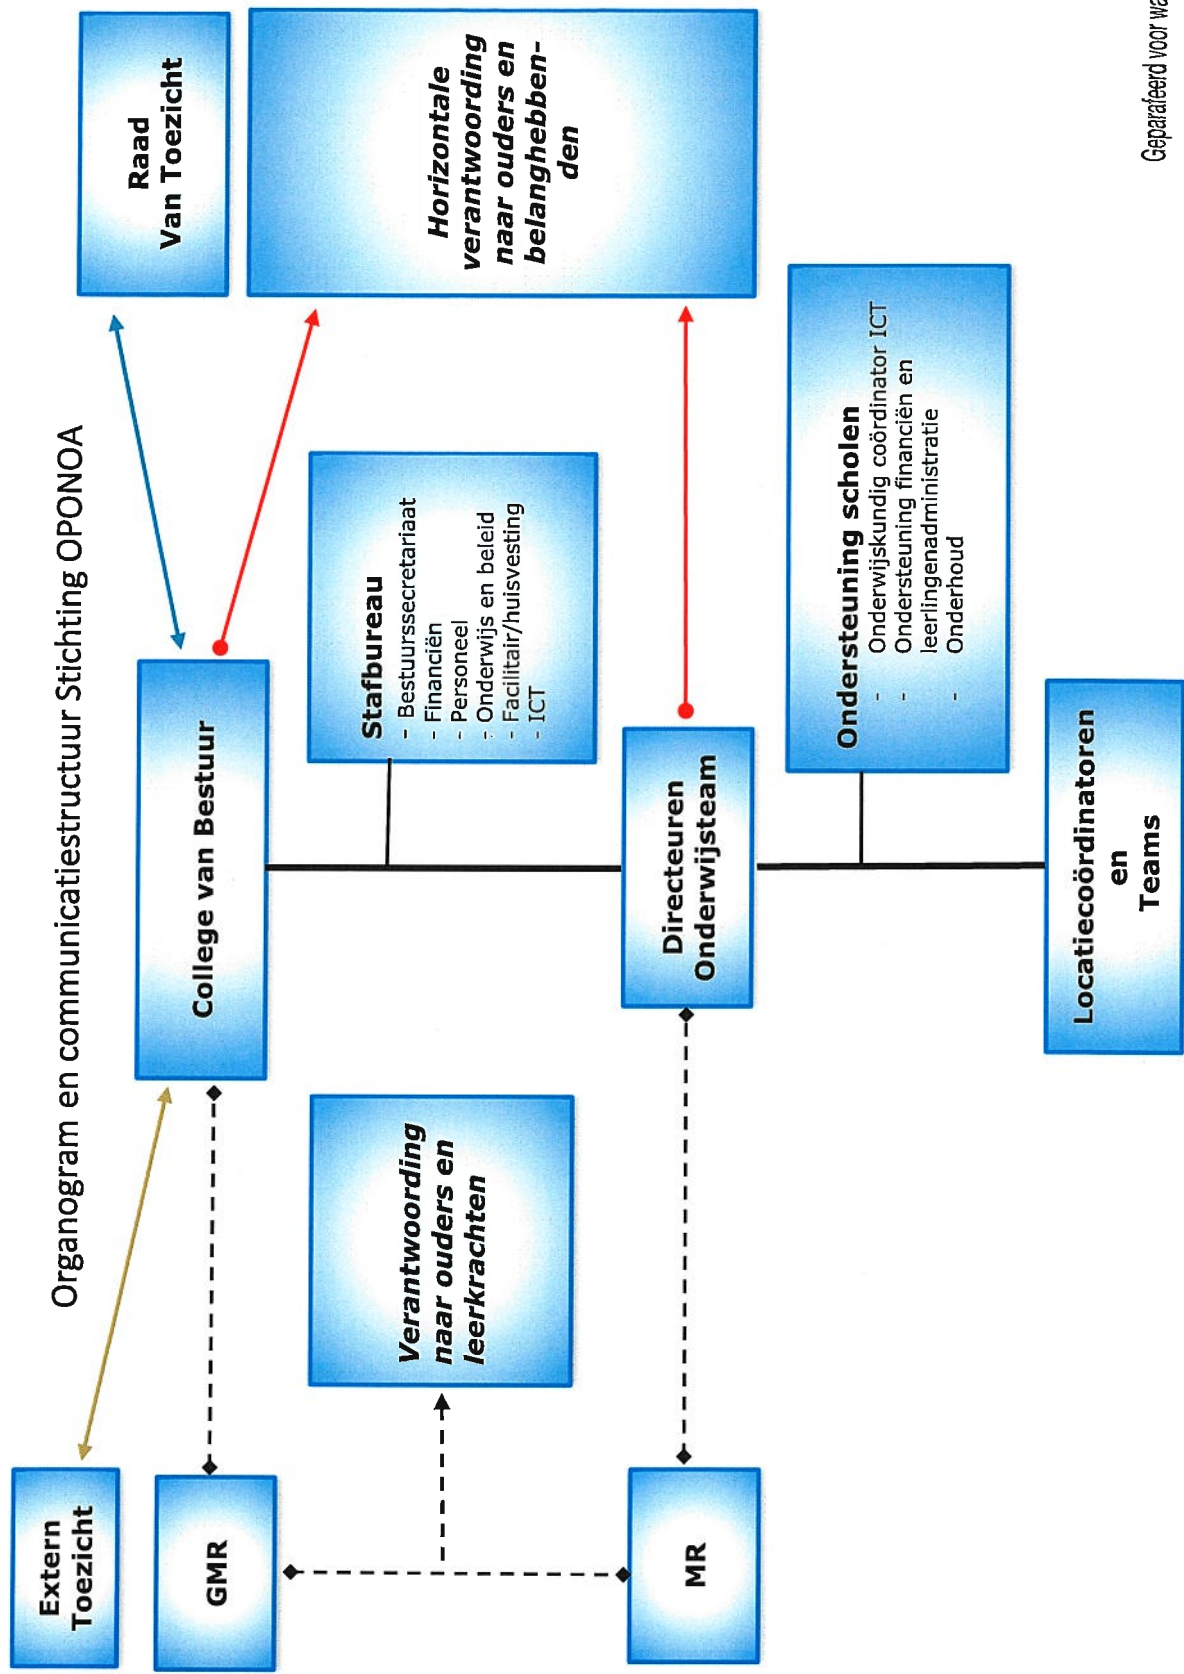 Organogram en communicatiestructuur Stichting OPONOA
Extern
Toezicht
College van Bestuur
Raad
Van Toezicht
GMR
Verantwoording
naar ouders en
leerkrachten
Stafbureau
- Bestuurssecretariaat
- Financiën
- Personeel
- Onderwijs en beleid
- Facilitair/huisvesting
- ICT
Horizontale
verantwoording
naar ouders en
belanghebben-
den
MR
Directeuren
Onderwijsteam
Ondersteuning scholen
- Onderwijskundig coördinator ICT
- Ondersteuning financiën en
leerlingenadministratie
- Onderhoud
Locatiecoördinatoren
en
Teams
Geparafeerd voor